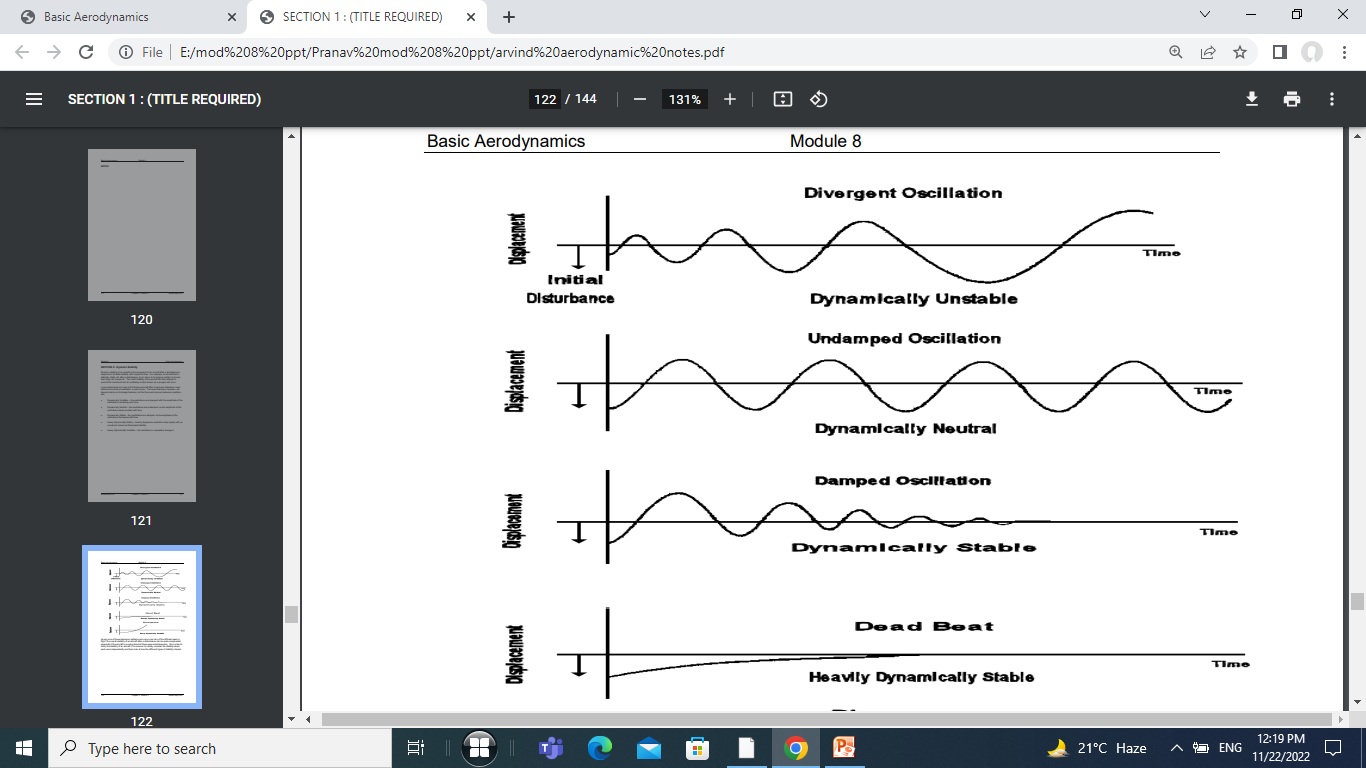 Basic Aerodynamics
SECTION 1 : (TITLE REQUIRED)
File
E:/mod%208%20ppt/Pranav%20mod%208%20ppt/arvind%20aerodynamic%20notes.pdf
SECTION 1 : (TITLE REQUIRED)
122 / 144
131%
120
121
122
Basic Aerodynamics Module 8
Divergent Oscillation
Displacement
Time
Initial
Disturbance
Dynamically Unstable
Undamped Oscillation
Displacement
Time
Dynamically Neutral
Damped Oscillation
Displacement
Time
Dynamically Stable
Dead Beat
Displacement
Time
Heavily Dynamically Stable
Type here to search
21°C Haze
ENG
12:19 PM
11/22/2022